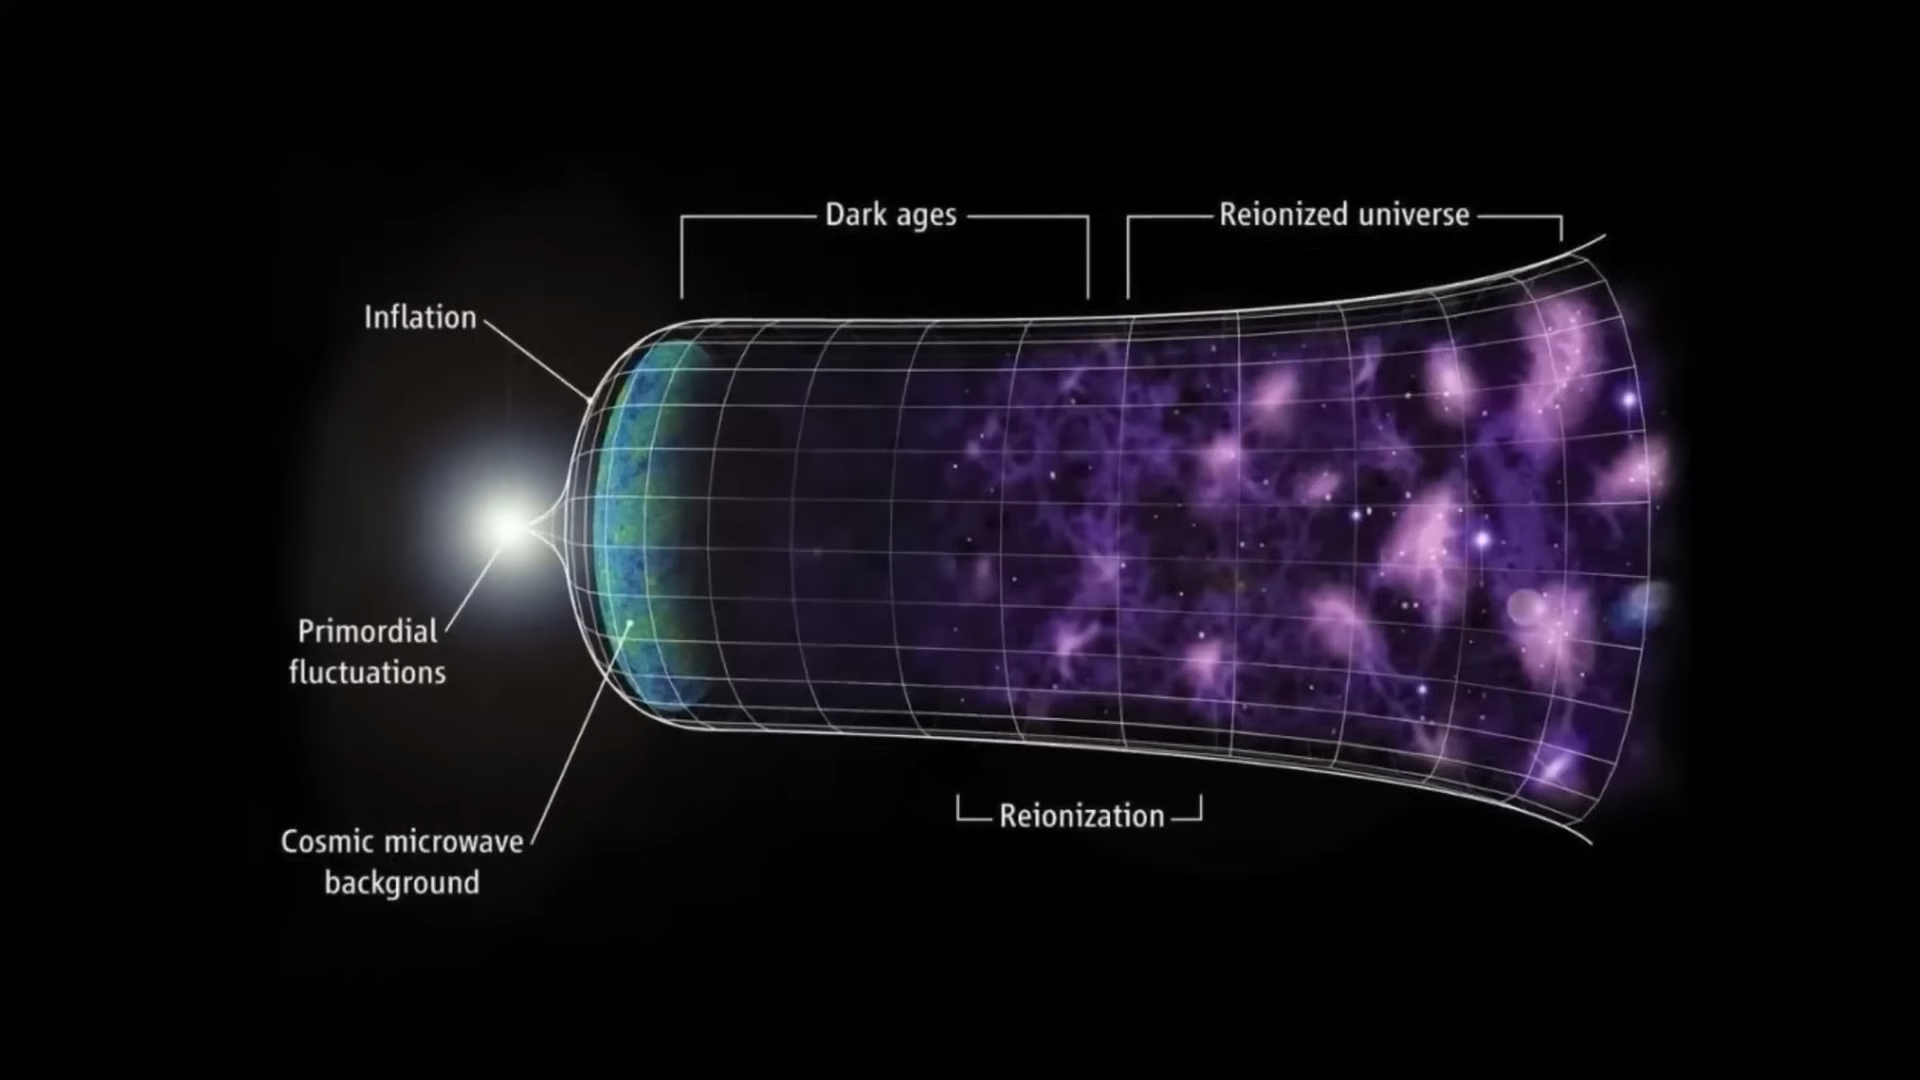 Dark ages
Reionized universe
Inflation
Primordial
fluctuations
Reionization
Cosmic microwave
background